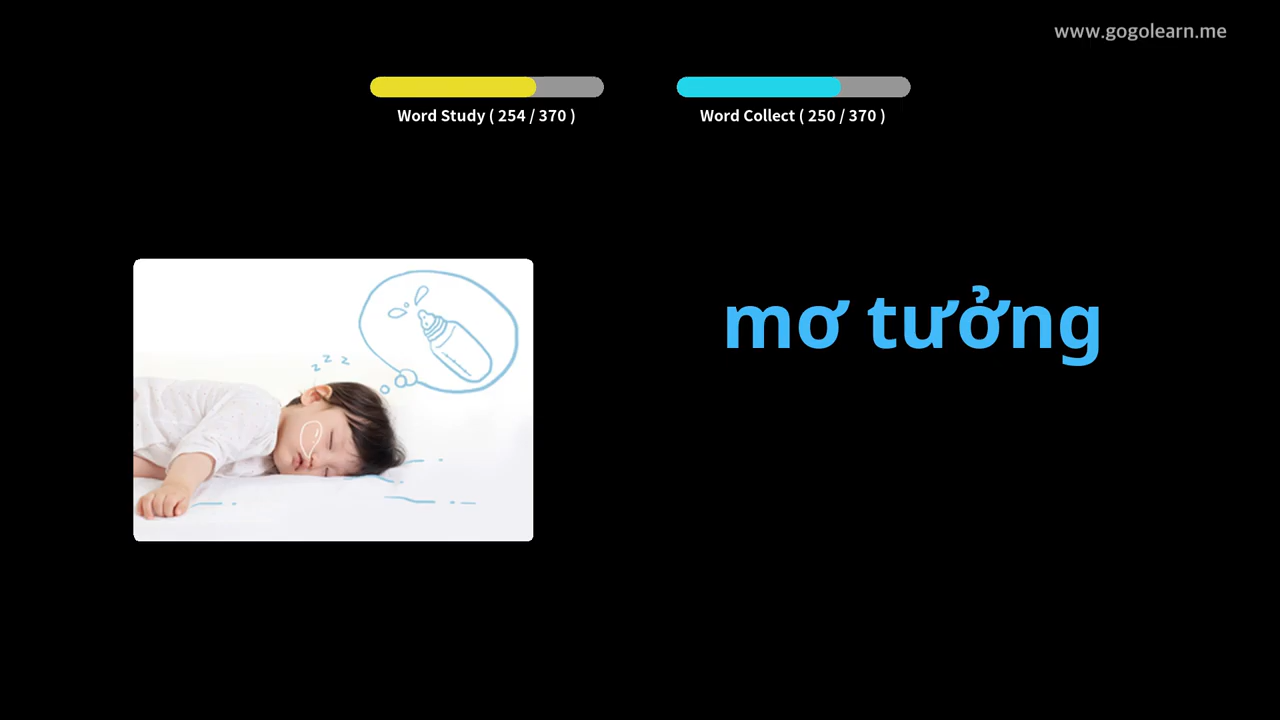 www.gogolearn.me
Word Study ( 254 / 370 )
Word Collect ( 250 / 370 )
z z z
mơ tưởng